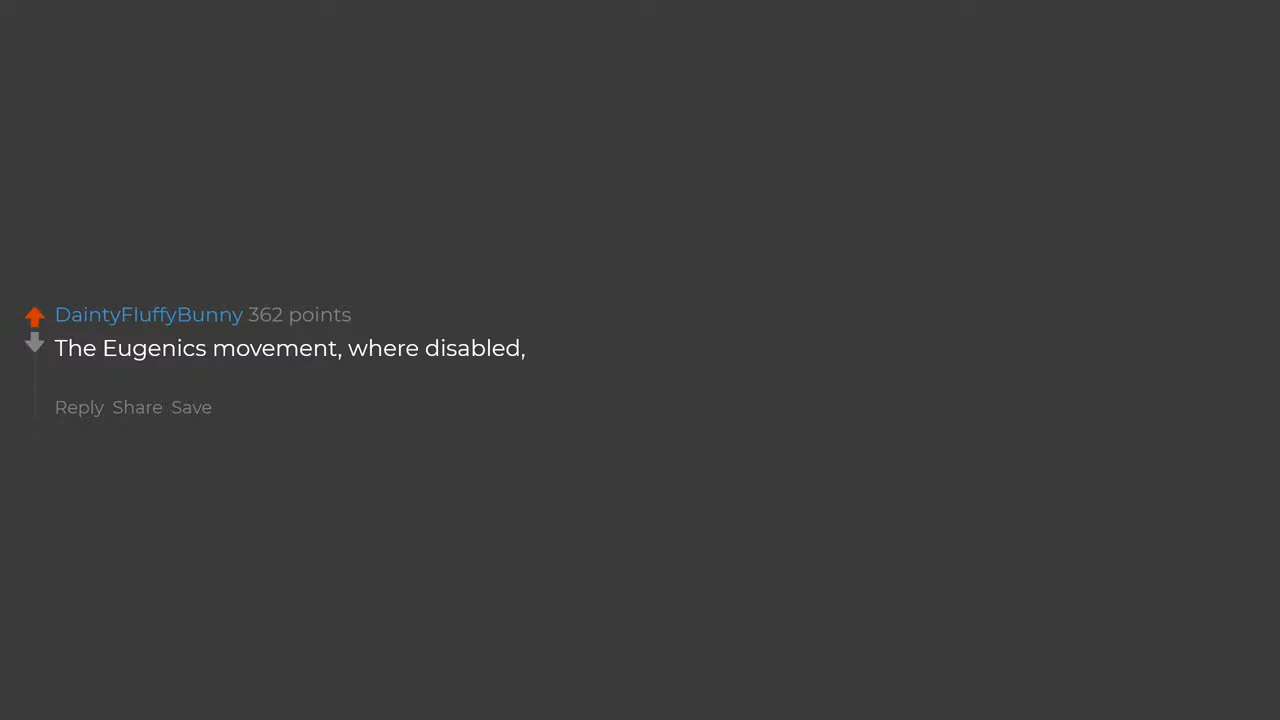 DaintyFluffyBunny 362 points
The Eugenics movement, where disabled,
Reply Share Save